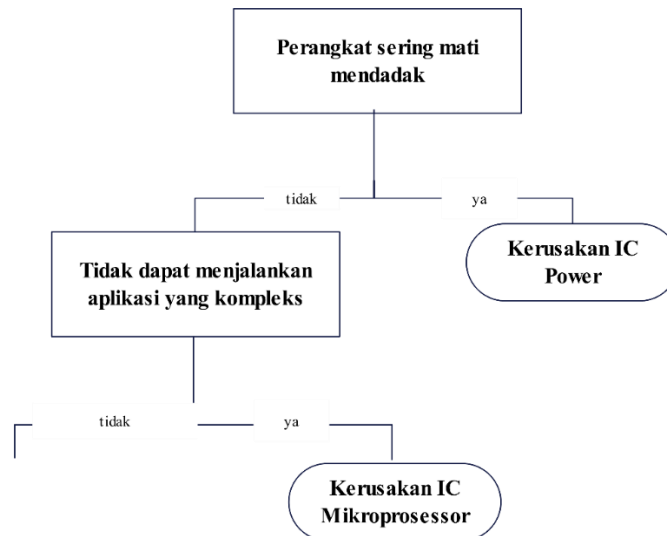 Perangkat sering mati
mendadak
tidak
ya
Tidak dapat menjalankan
aplikasi yang kompleks
Kerusakan IC
Power
tidak
ya
Kerusakan IC
Mikroprosessor